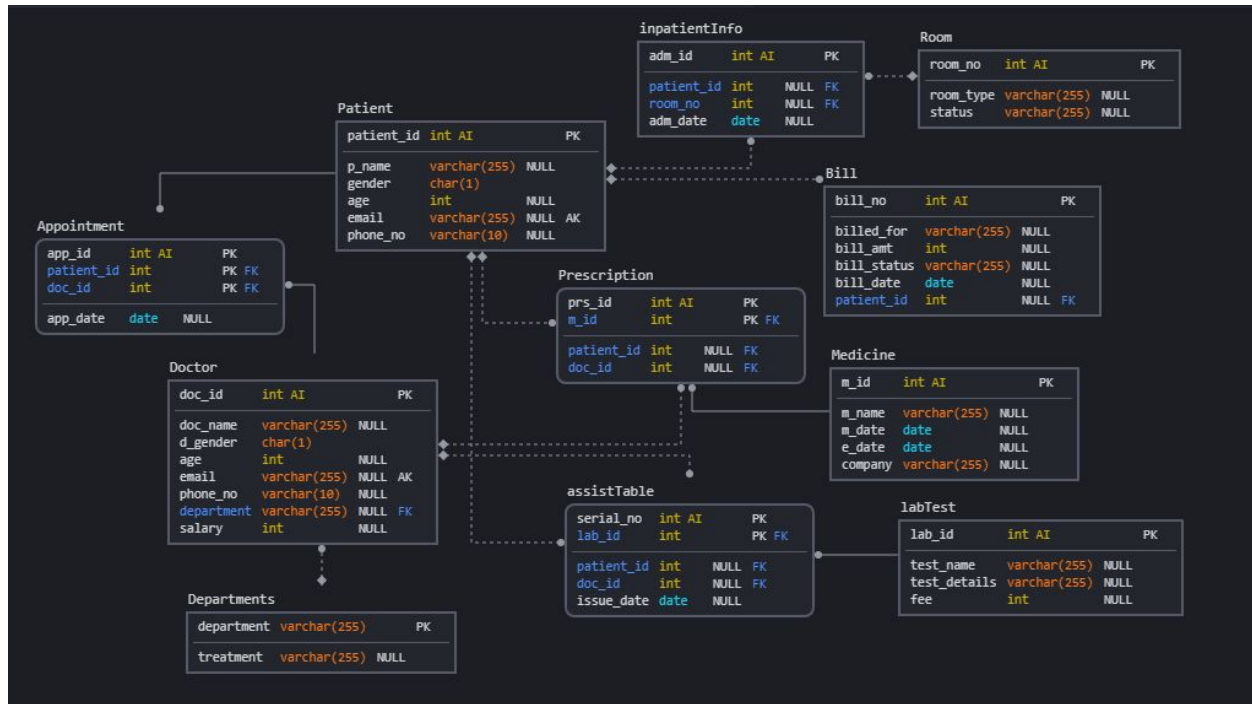 inpatientInfo
adm_id int AI PK
patient_id int NULL FK
room_no int NULL FK
adm_date date NULL
Room
room_no int AI PK
room_type varchar(255) NULL
status varchar(255) NULL
Patient
patient_id int AI PK
p_name varchar(255) NULL
gender char(1)
age int NULL
email varchar(255) NULL AK
phone_no varchar(10) NULL
Bill
bill_no int AI PK
billed_for varchar(255) NULL
bill_amt int NULL
bill_status varchar(255) NULL
bill_date date NULL
patient_id int NULL FK
Appointment
app_id int AI PK
patient_id int PK FK
doc_id int PK FK
app_date date NULL
Prescription
prs_id int AI PK
m_id int PK FK
patient_id int NULL FK
doc_id int NULL FK
Medicine
m_id int AI PK
m_name varchar(255) NULL
m_date date NULL
e_date date NULL
company varchar(255) NULL
Doctor
doc_id int AI PK
doc_name varchar(255) NULL
d_gender char(1)
age int NULL
email varchar(255) NULL AK
phone_no varchar(10) NULL
department varchar(255) NULL FK
salary int NULL
assistTable
serial_no int AI PK
lab_id int PK FK
patient_id int NULL FK
doc_id int NULL FK
issue_date date NULL
labTest
lab_id int AI PK
test_name varchar(255) NULL
test_details varchar(255) NULL
fee int NULL
Departments
department varchar(255) PK
treatment varchar(255) NULL